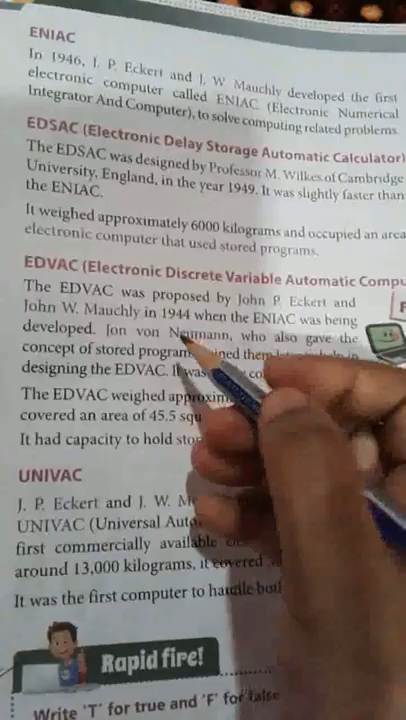 ENIAC
In 1946, J. P. Eckert and J. W Mauchly developed the first
electronic computer called ENIAC (Electronic Numerical
Integrator And Computer), to solve computing related problems.
EDSAC (Electronic Delay Storage Automatic Calculator)
The EDSAC was designed by Professor M. Wilkes of Cambridge
University, England, in the year 1949. It was slightly faster than
the ENIAC.
It weighed approximately 6000 kilograms and occupied an area
electronic computer that used stored programs.
EDVAC (Electronic Discrete Variable Automatic Compu
The EDVAC was proposed by John P. Eckert and
John W. Mauchly in 1944 when the ENIAC was being
developed. Jon von Neumann, who also gave the
concept of stored program
designing the EDVAC. It was
The EDVAC weighed approxim
covered an area of 45.5 squ
It had capacity to hold stor
UNIVAC
J. P. Eckert and J. W. M
UNIVAC (Universal Auto
first commercially available
around 13,000 kilograms, it covered
It was the first computer to handle both
Rapid fire!
Write 'T' for true and 'F' for false